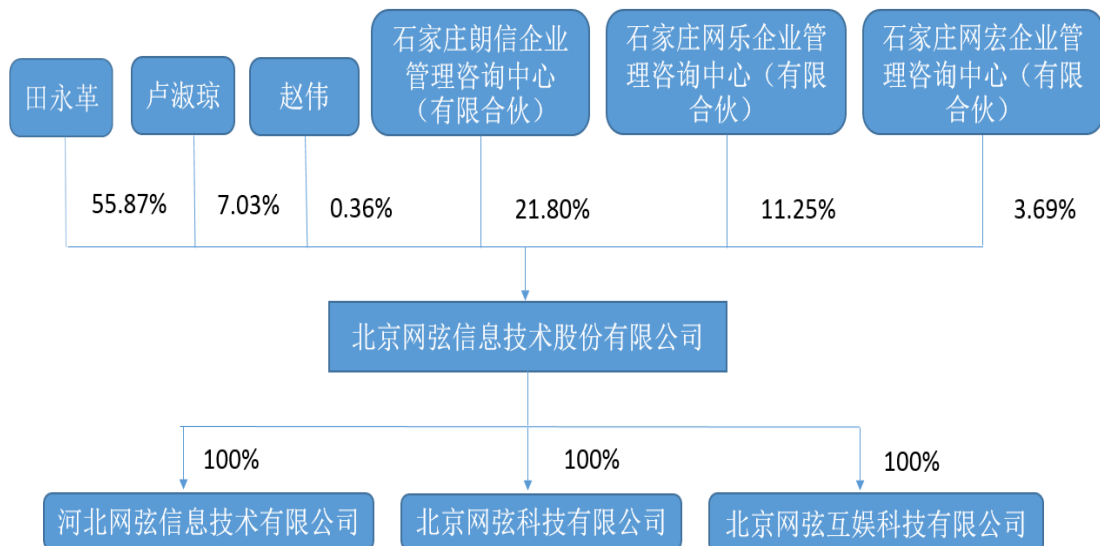 田永革
卢淑琼
赵伟
石家庄朗信企业
管理咨询中心
（有限合伙）
石家庄网乐企业管
理咨询中心（有限
合伙）
石家庄网宏企业管
理咨询中心（有限
合伙）
55.87%
7.03%
0.36%
21.80%
11.25%
3.69%
北京网弦信息技术股份有限公司
100%
100%
100%
河北网弦信息技术有限公司
北京网弦科技有限公司
北京网弦互娱科技有限公司